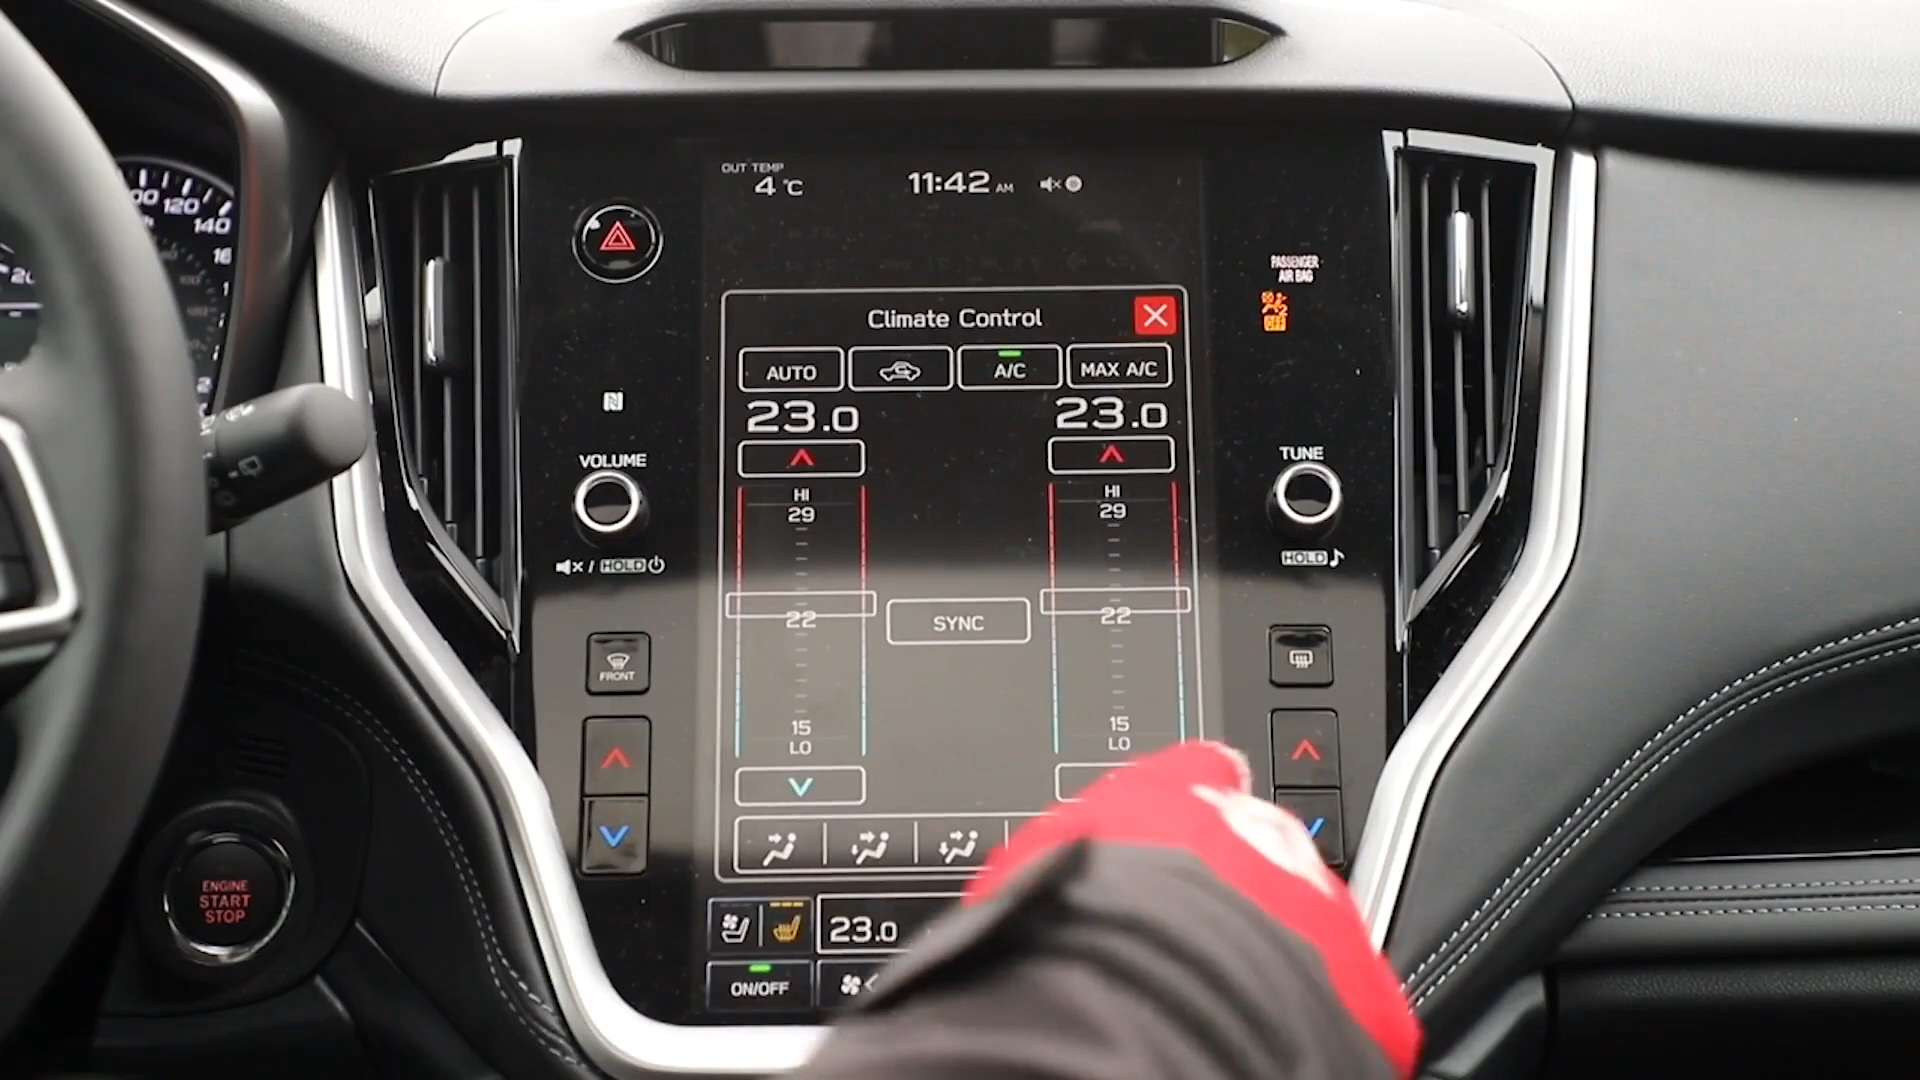 OUT TEMP
4 °C
11:42 AM
PASSENGER
AIR BAG
OFF
Climate Control
AUTO
A/C
MAX A/C
23.0
23.0
VOLUME
HOLD
TUNE
HOLD
HI
29
22
15
LO
HI
29
22
15
LO
SYNC
FRONT
23.0
ON/OFF
ENGINE
START
STOP
120
140